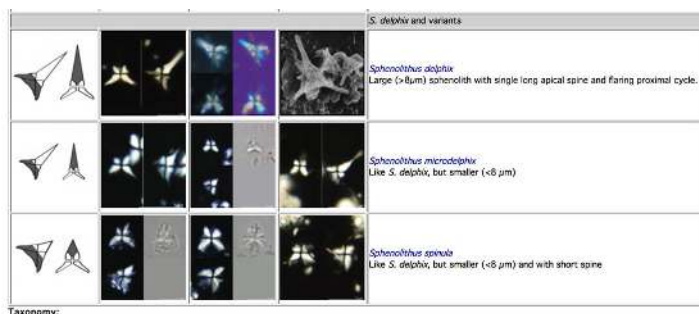 S. delphix and variants
Sphenolithus delphix
Large (>8µm) sphenolith with single long apical spine and flaring proximal cycle.
Sphenolithus microdelphix
Like S. delphix, but smaller (<8 µm)
Sphenolithus spinula
Like S. delphix, but smaller (<8 µm) and with short spine
Taxonomy: